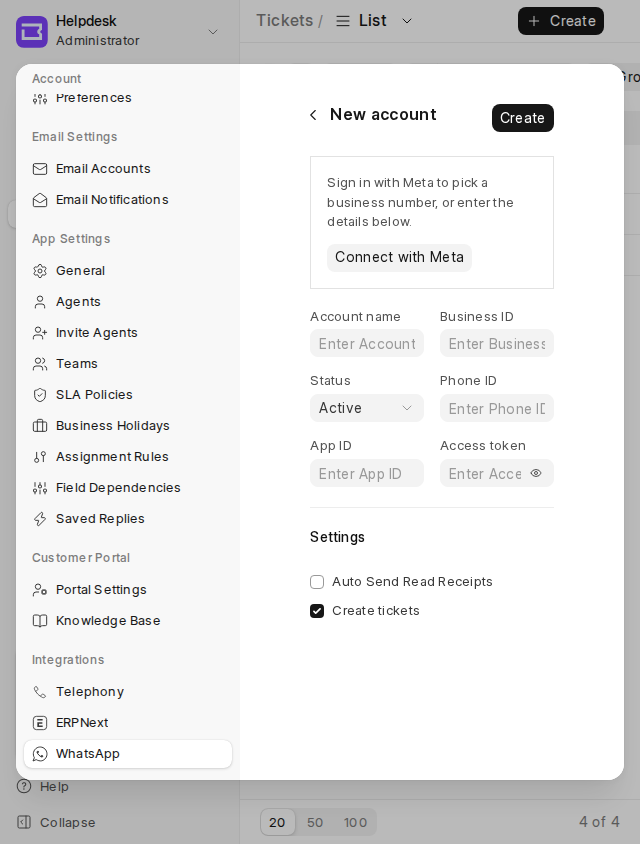 Helpdesk
Administrator
Tickets / List
Create
Account
Preferences
Email Settings
Email Accounts
Email Notifications
App Settings
General
Agents
Invite Agents
Teams
SLA Policies
Business Holidays
Assignment Rules
Field Dependencies
Saved Replies
Customer Portal
Portal Settings
Knowledge Base
Integrations
Telephony
ERPNext
WhatsApp
Help
Collapse
New account
Create
Sign in with Meta to pick a
business number, or enter the
details below.
Connect with Meta
Account name Business ID
Enter Account Enter Business
Status Phone ID
Active Enter Phone ID
App ID Access token
Enter App ID Enter Acce
Settings
Auto Send Read Receipts
Create tickets
20 50 100
4 of 4